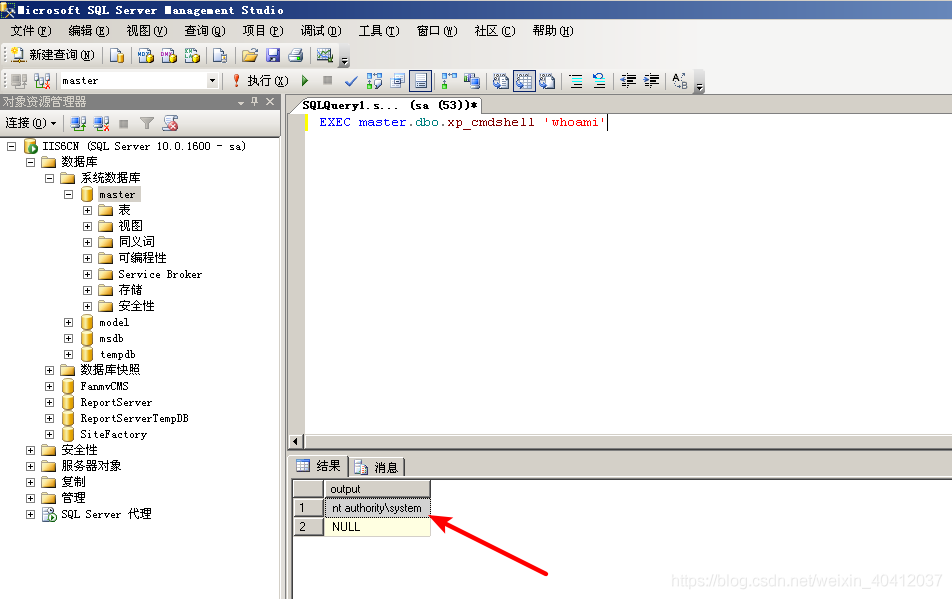 Microsoft SQL Server Management Studio
文件(F) 编辑(E) 视图(V) 查询(Q) 项目(P) 调试(D) 工具(T) 窗口(W) 社区(C) 帮助(H)
新建查询(N)
master 执行(X)
对象资源管理器
连接(O)
IIS6CN (SQL Server 10.0.1600 - sa)
数据库
系统数据库
master
表
视图
同义词
可编程性
Service Broker
存储
安全性
model
msdb
tempdb
数据库快照
FanmvCMS
ReportServer
ReportServerTempDB
SiteFactory
安全性
服务器对象
复制
管理
SQL Server 代理
SQLQuery1.s... (sa (53))*
EXEC master.dbo.xp_cmdshell 'whoami'
结果 消息
output
1 nt authority\system
2 NULL
https://blog.csdn.net/weixin_40412037